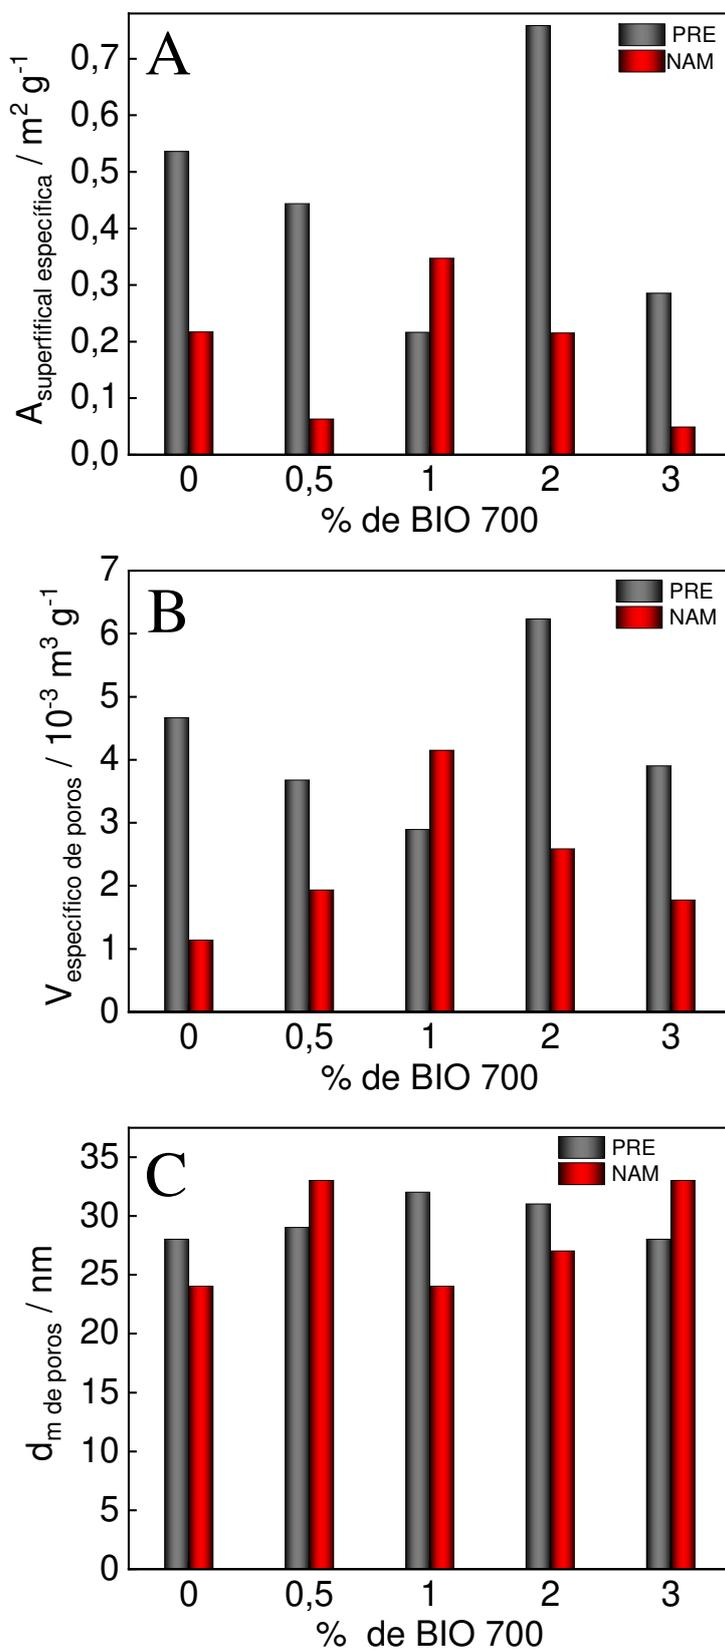 A
PRE
NAM
A superfifical específica / m² g⁻¹
0,7
0,6
0,5
0,4
0,3
0,2
0,1
0,0
0 0,5 1 2 3
% de BIO 700
B
PRE
NAM
V específico de poros / 10⁻³ m³ g⁻¹
7
6
5
4
3
2
1
0
0 0,5 1 2 3
% de BIO 700
C
PRE
NAM
d m de poros / nm
35
30
25
20
15
10
5
0
0 0,5 1 2 3
% de BIO 700